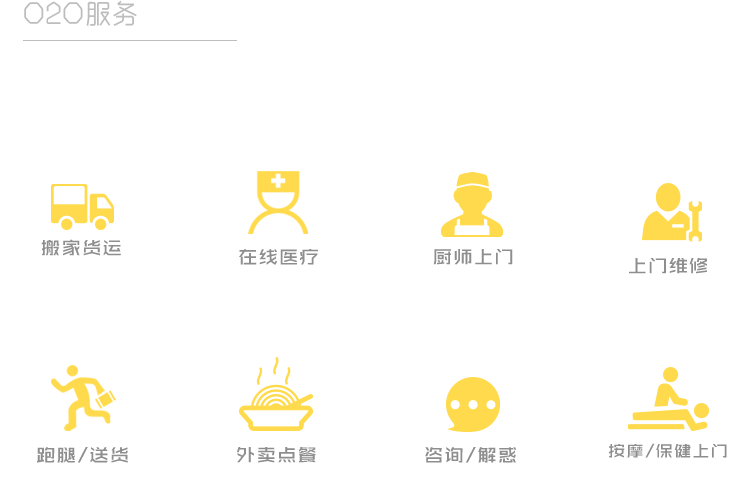 O2O服务
搬家货运
在线医疗
厨师上门
上门维修
跑腿/送货
外卖点餐
咨询/解惑
按摩/保健上门